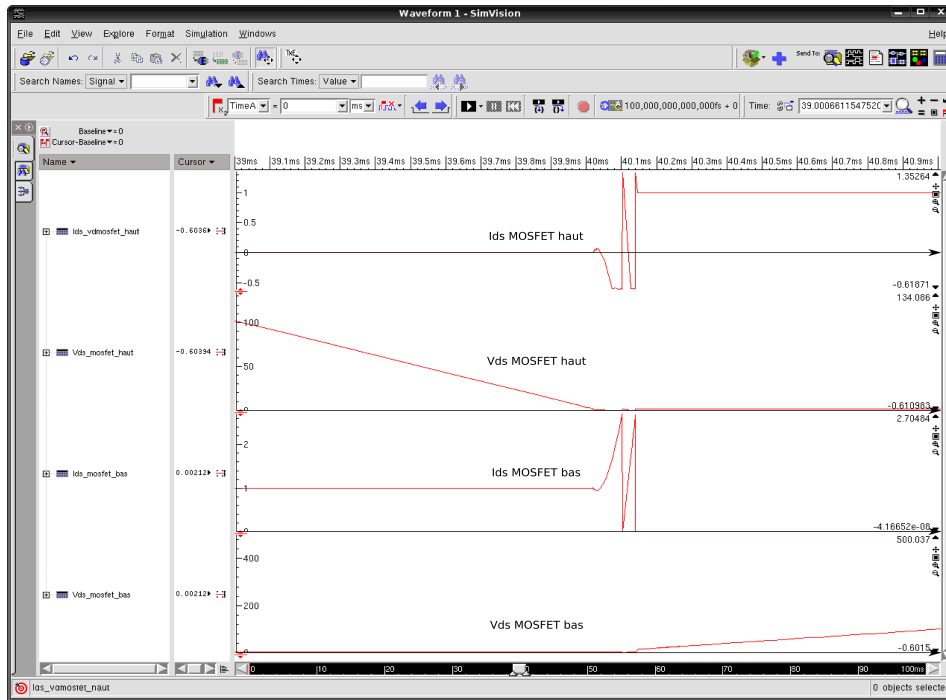 Waveform 1 - SimVision
File Edit View Explore Format Simulation Windows Help
TXE
Send To:
Search Names: Signal Search Times: Value
TimeA = 0 ms 100,000,000,000,000fs + 0 Time: 39.0006611547520
Baseline = 0
Cursor-Baseline = 0
Name Cursor
39ms 39.1ms 39.2ms 39.3ms 39.4ms 39.5ms 39.6ms 39.7ms 39.8ms 39.9ms 40ms 40.1ms 40.2ms 40.3ms 40.4ms 40.5ms 40.6ms 40.7ms 40.8ms 40.9ms
1.35264
1
0.5
Ids_vdmosfet_haut -0.6036
Ids MOSFET haut
0
-0.5
-0.61871
134.086
100
Vds_mosfet_haut -0.60394
Vds MOSFET haut
50
0
-0.610983
2.70484
2
Ids_mosfet_bas 0.00212
Ids MOSFET bas
1
0
-4.16652e-08
500.037
400
Vds_mosfet_bas 0.00212
200
Vds MOSFET bas
0
-0.6015
0 10 20 30 40 50 60 70 80 90 100ms
0 objects selecte